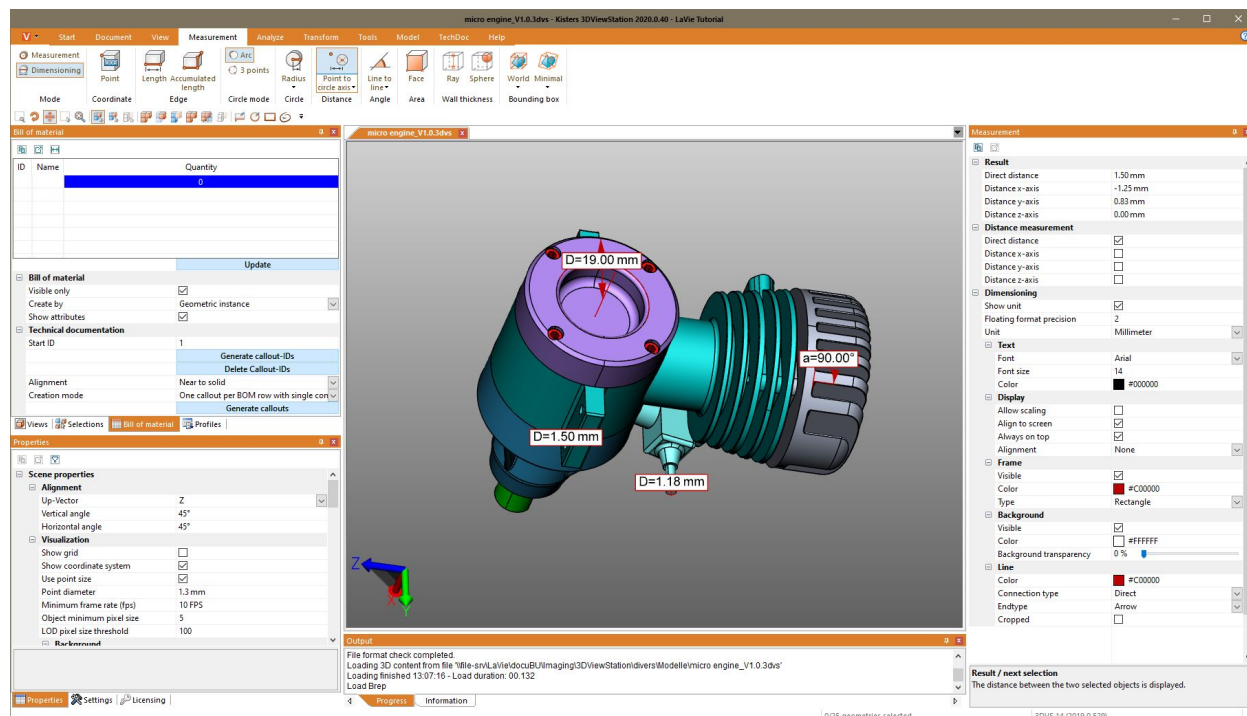 micro engine_V1.0.3dvs - Kisters 3DViewStation 2020.0.40 - LaVie Tutorial
V Start Document View Measurement Analyze Transform Tools Model TechDoc Help
Measurement
Dimensioning
Point
Length
Accumulated length
Arc
3 points
Radius
Point to circle axis
Line to line
Face
Ray
Sphere
World
Minimal
Mode Coordinate Edge Circle mode Circle Distance Angle Area Wall thickness Bounding box
Bill of material
ID Name Quantity
0
Update
Bill of material
Visible only
Create by Geometric instance
Show attributes
Technical documentation
Start ID 1
Generate callout-IDs
Delete Callout-IDs
Alignment Near to solid
Creation mode One callout per BOM row with single con
Generate callouts
Views Selections Bill of material Profiles
Properties
Scene properties
Alignment
Up-Vector Z
Vertical angle 45°
Horizontal angle 45°
Visualization
Show grid
Show coordinate system
Use point size
Point diameter 1.3 mm
Minimum frame rate (fps) 10 FPS
Object minimum pixel size 5
LOD pixel size threshold 100
Background
Properties Settings Licensing
micro engine_V1.0.3dvs
D=19.00 mm
a=90.00°
D=1.50 mm
D=1.18 mm
Z
X
Y
Output
File format check completed.
Loading 3D content from file '\\file-srv\LaVie\docuBU\Imaging\3DViewStation\divers\Modelle\micro engine_V1.0.3dvs'
Loading finished 13:07:16 - Load duration: 00.132
Load Brep
Progress Information
Measurement
Result
Direct distance 1.50 mm
Distance x-axis -1.25 mm
Distance y-axis 0.83 mm
Distance z-axis 0.00 mm
Distance measurement
Direct distance
Distance x-axis
Distance y-axis
Distance z-axis
Dimensioning
Show unit
Floating format precision 2
Unit Millimeter
Text
Font Arial
Font size 14
Color #000000
Display
Allow scaling
Align to screen
Always on top
Alignment None
Frame
Visible
Color #C00000
Type Rectangle
Background
Visible
Color #FFFFFF
Background transparency 0 %
Line
Color #C00000
Connection type Direct
Endtype Arrow
Cropped
Result / next selection
The distance between the two selected objects is displayed.